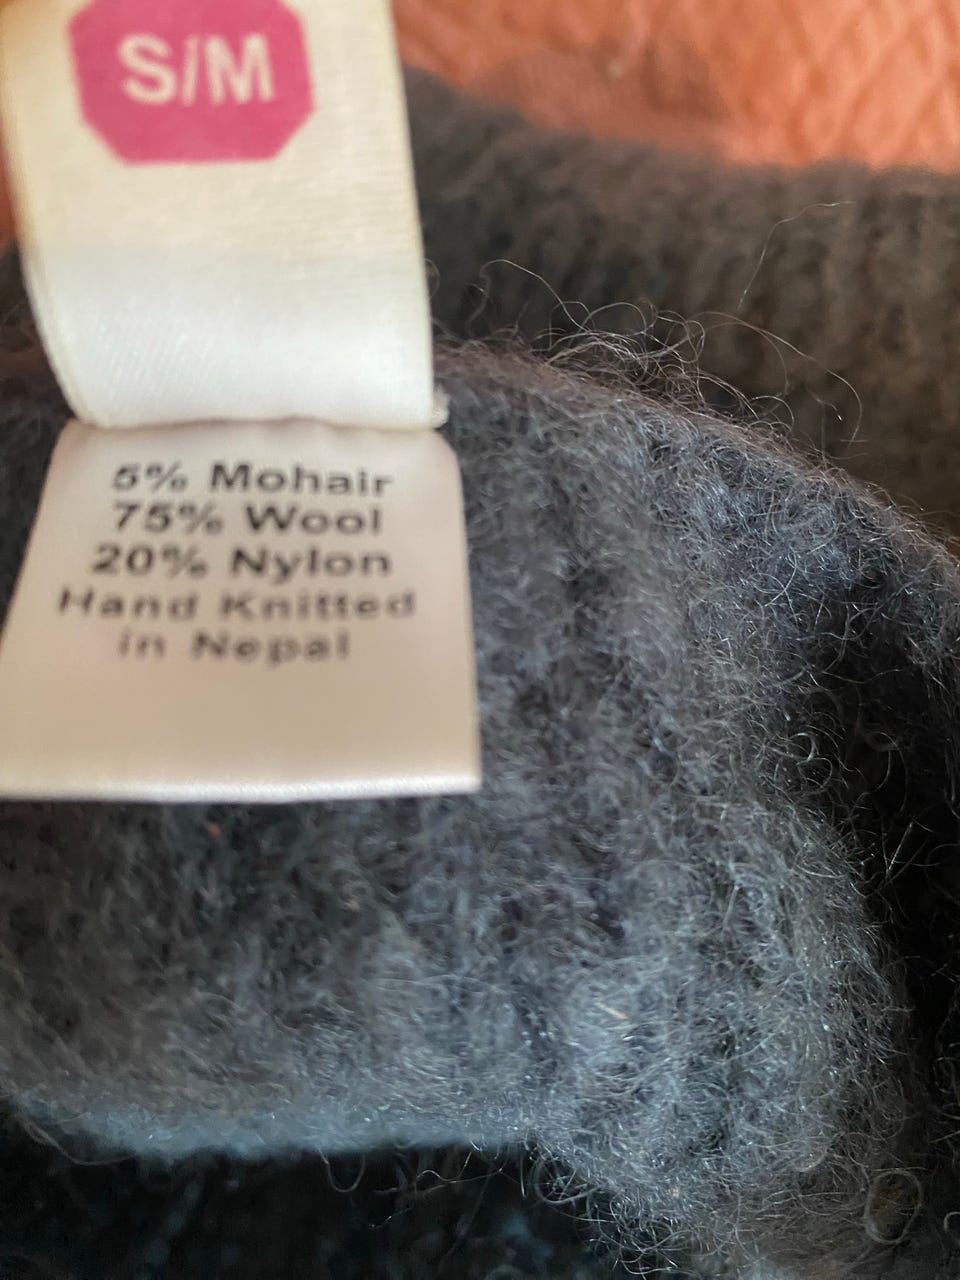 S/M
5% Mohair
75% Wool
20% Nylon
Hand Knitted
in Nepal